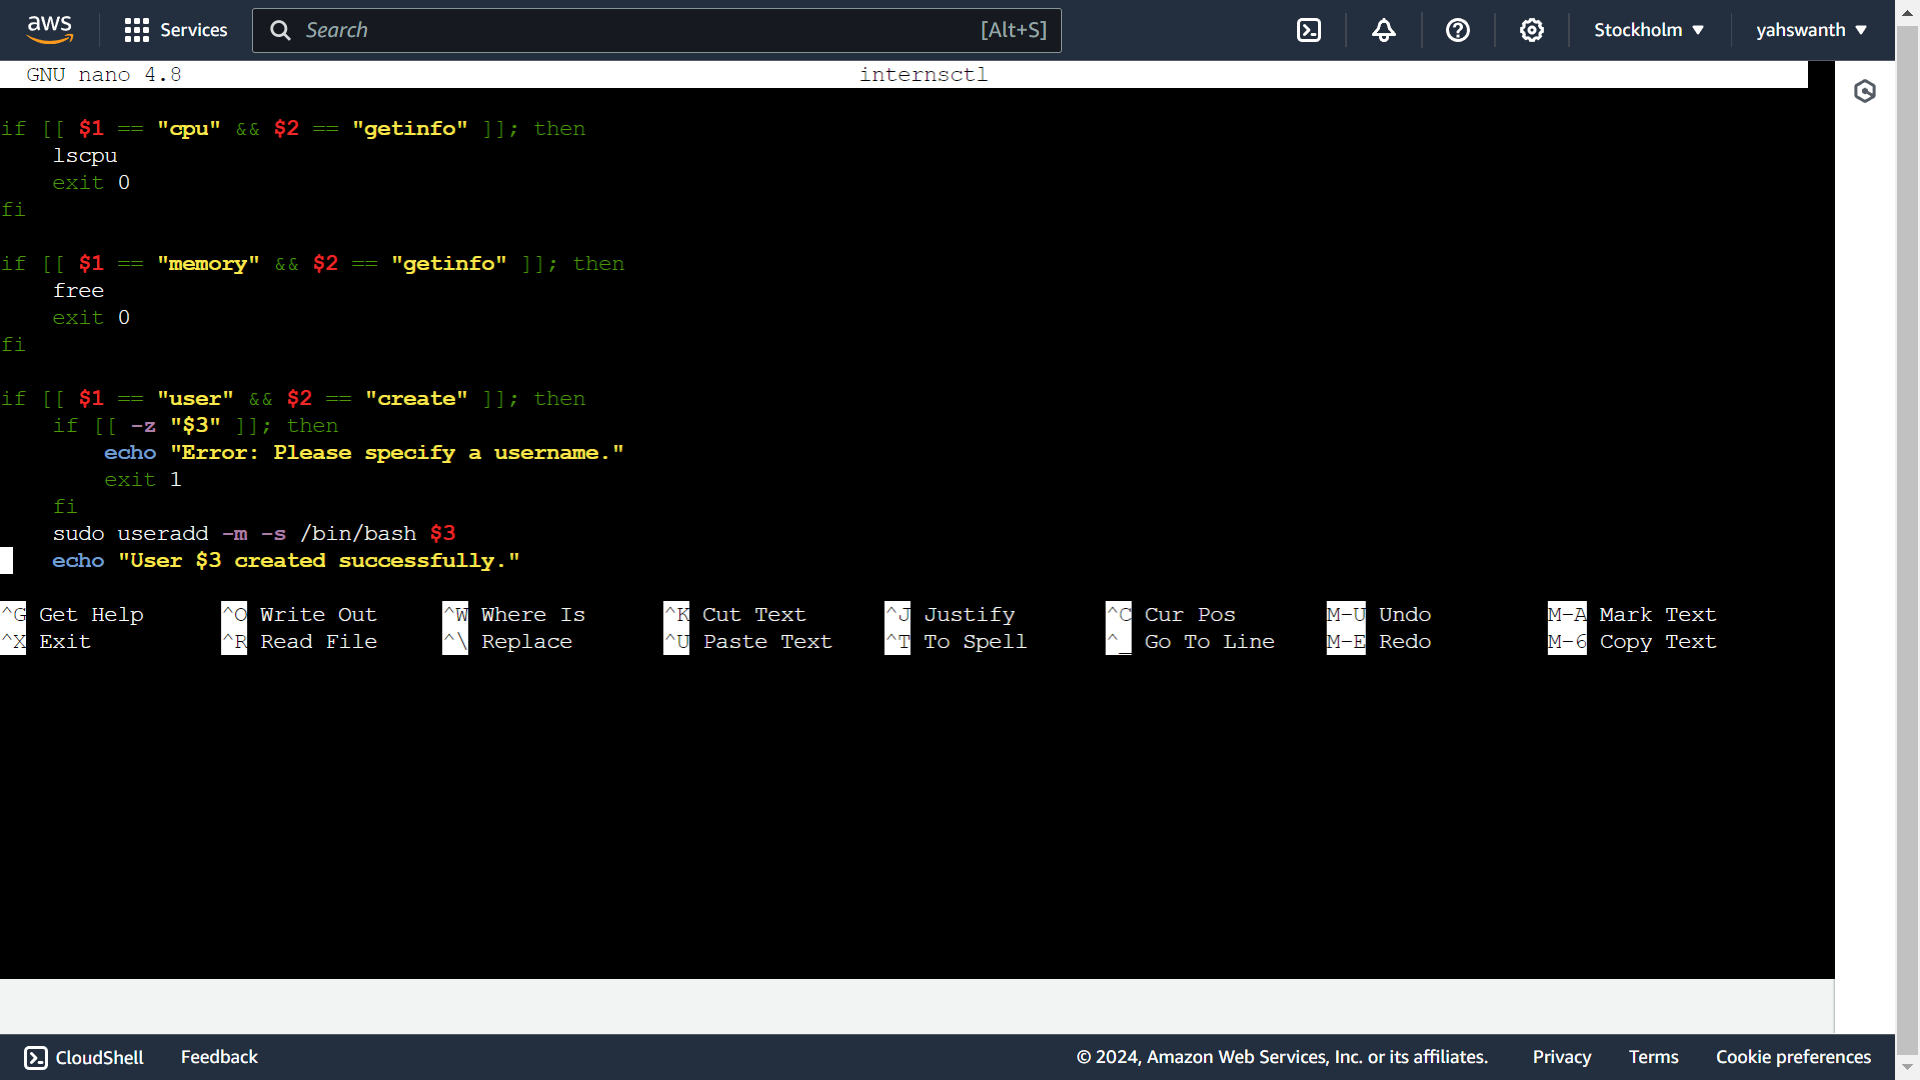 aws Services Search [Alt+S] Stockholm yahswanth
GNU nano 4.8 internsctl
if [[ $1 == "cpu" && $2 == "getinfo" ]]; then
    lscpu
    exit 0
fi
if [[ $1 == "memory" && $2 == "getinfo" ]]; then
    free
    exit 0
fi
if [[ $1 == "user" && $2 == "create" ]]; then
    if [[ -z "$3" ]]; then
        echo "Error: Please specify a username."
        exit 1
    fi
    sudo useradd -m -s /bin/bash $3
    echo "User $3 created successfully."
^G Get Help ^O Write Out ^W Where Is ^K Cut Text ^J Justify ^C Cur Pos M-U Undo M-A Mark Text
^X Exit ^R Read File ^\ Replace ^U Paste Text ^T To Spell ^_ Go To Line M-E Redo M-6 Copy Text
CloudShell Feedback © 2024, Amazon Web Services, Inc. or its affiliates. Privacy Terms Cookie preferences